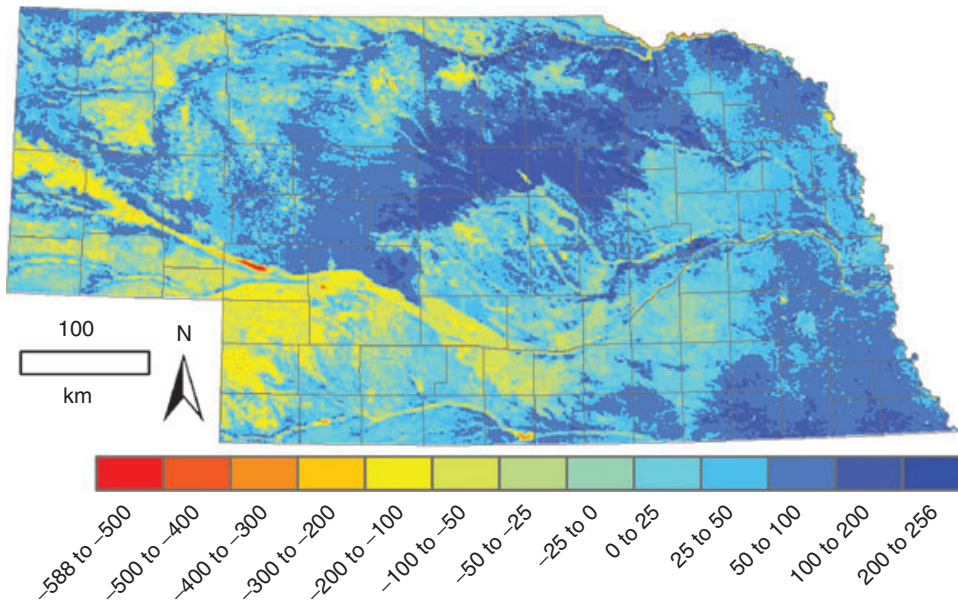 100
km
N
–588 to –500
–500 to –400
–400 to –300
–300 to –200
–200 to –100
–100 to –50
–50 to –25
–25 to 0
0 to 25
25 to 50
50 to 100
100 to 200
200 to 256